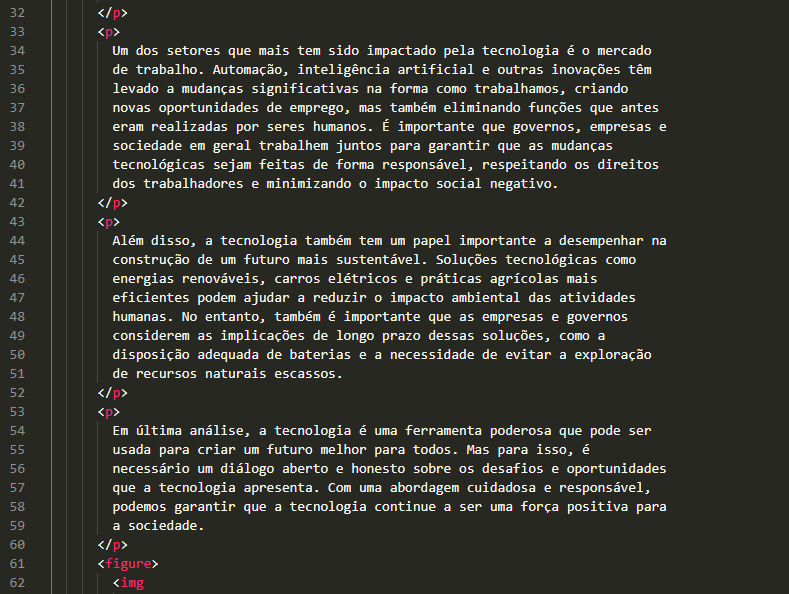 32 </p>
33 <p>
34 Um dos setores que mais tem sido impactado pela tecnologia é o mercado
35 de trabalho. Automação, inteligência artificial e outras inovações têm
36 levado a mudanças significativas na forma como trabalhamos, criando
37 novas oportunidades de emprego, mas também eliminando funções que antes
38 eram realizadas por seres humanos. É importante que governos, empresas e
39 sociedade em geral trabalhem juntos para garantir que as mudanças
40 tecnológicas sejam feitas de forma responsável, respeitando os direitos
41 dos trabalhadores e minimizando o impacto social negativo.
42 </p>
43 <p>
44 Além disso, a tecnologia também tem um papel importante a desempenhar na
45 construção de um futuro mais sustentável. Soluções tecnológicas como
46 energias renováveis, carros elétricos e práticas agrícolas mais
47 eficientes podem ajudar a reduzir o impacto ambiental das atividades
48 humanas. No entanto, também é importante que as empresas e governos
49 considerem as implicações de longo prazo dessas soluções, como a
50 disposição adequada de baterias e a necessidade de evitar a exploração
51 de recursos naturais escassos.
52 </p>
53 <p>
54 Em última análise, a tecnologia é uma ferramenta poderosa que pode ser
55 usada para criar um futuro melhor para todos. Mas para isso, é
56 necessário um diálogo aberto e honesto sobre os desafios e oportunidades
57 que a tecnologia apresenta. Com uma abordagem cuidadosa e responsável,
58 podemos garantir que a tecnologia continue a ser uma força positiva para
59 a sociedade.
60 </p>
61 <figure>
62 <img